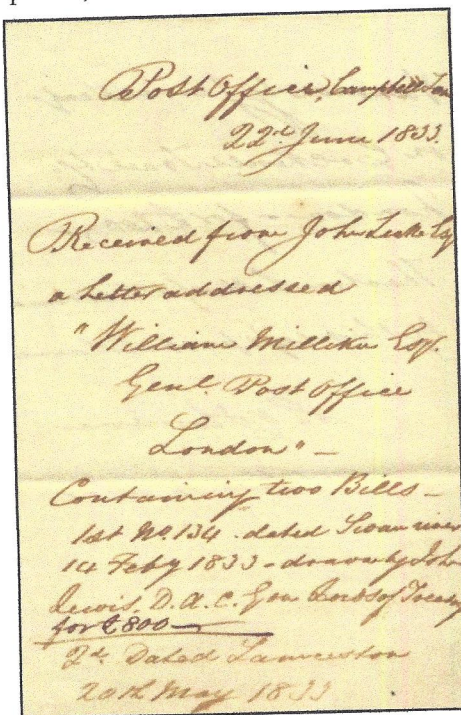 Post Office, Campbell Tow
22d June 1833.
Received from John Leake Esq
a Letter addressed
"William Milliken Esqr.
Genl. Post Office
London" –
Containing two Bills –
1st No. 134. dated Swan river
14 Feby 1833 – drawn by John
Lewis. D.A.C. Gen Lords of Treasy
for £800 –
2d. Dated Launceston
20th May 1833